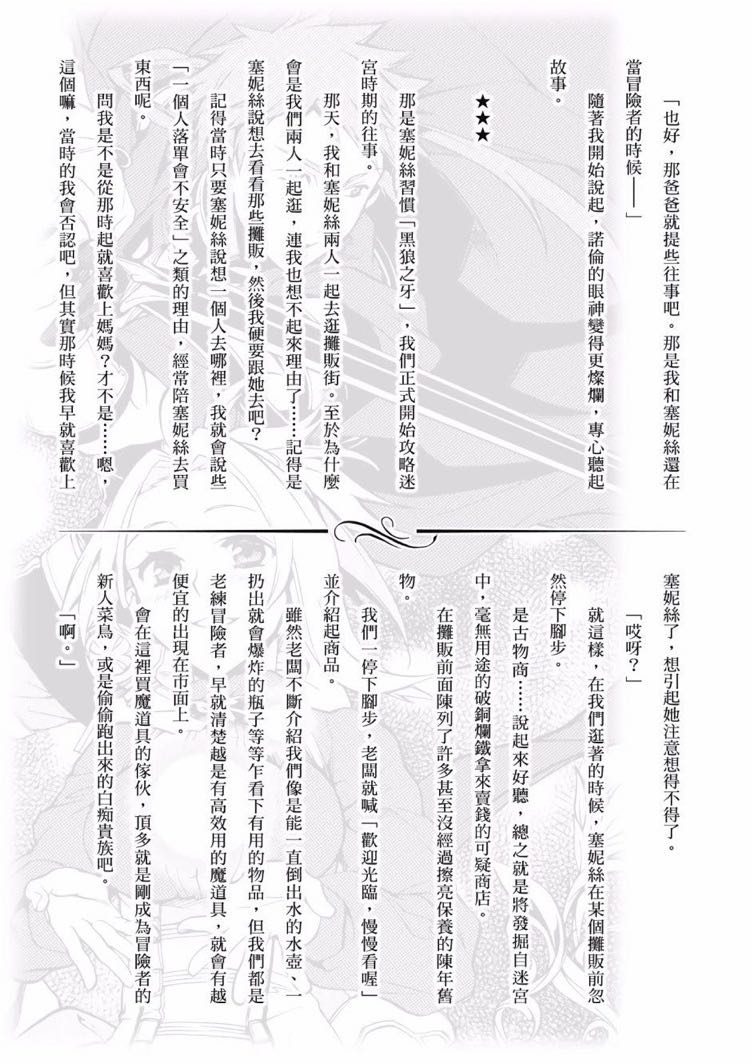 「也好，那爸爸就提些往事吧。那是我和塞妮絲還在
當冒險者的時候——」
隨著我開始說起，諾倫的眼神變得更燦爛，專心聽起
故事。
★★★
那是塞妮絲習慣「黑狼之牙」，我們正式開始攻略迷
宮時期的往事。
那天，我和塞妮絲兩人一起去逛攤販街。至於為什麼
會是我們兩人一起逛，連我也想不起來理由了……記得是
塞妮絲說想去看看那些攤販，然後我硬要跟她去吧？
記得當時只要塞妮絲說想一個人去哪裡，我就會說些
「一個人落單會不安全」之類的理由，經常陪塞妮絲去買
東西呢。
問我是不是從那時起就喜歡上媽媽？才不是……嗯，
這個嘛，當時的我會否認吧，但其實那時候我早就喜歡上
塞妮絲了，想引起她注意想得不得了。
「哎呀？」
就這樣，在我們逛著的時候，塞妮絲在某個攤販前忽
然停下腳步。
是古物商……說起來好聽，總之就是將發掘自迷宮
中，毫無用途的破銅爛鐵拿來賣錢的可疑商店。
在攤販前面陳列了許多甚至沒經過擦亮保養的陳年舊
物。
我們一停下腳步，老闆就喊「歡迎光臨，慢慢看喔」
並介紹起商品。
雖然老闆不斷介紹我們像是能一直倒出水的水壺、一
扔出就會爆炸的瓶子等等乍看下有用的物品，但我們都是
老練冒險者，早就清楚越是有高效用的魔道具，就會有越
便宜的出現在市面上。
會在這裡買魔道具的傢伙，頂多就是剛成為冒險者的
新人菜鳥，或是偷偷跑出來的白痴貴族吧。
「啊。」